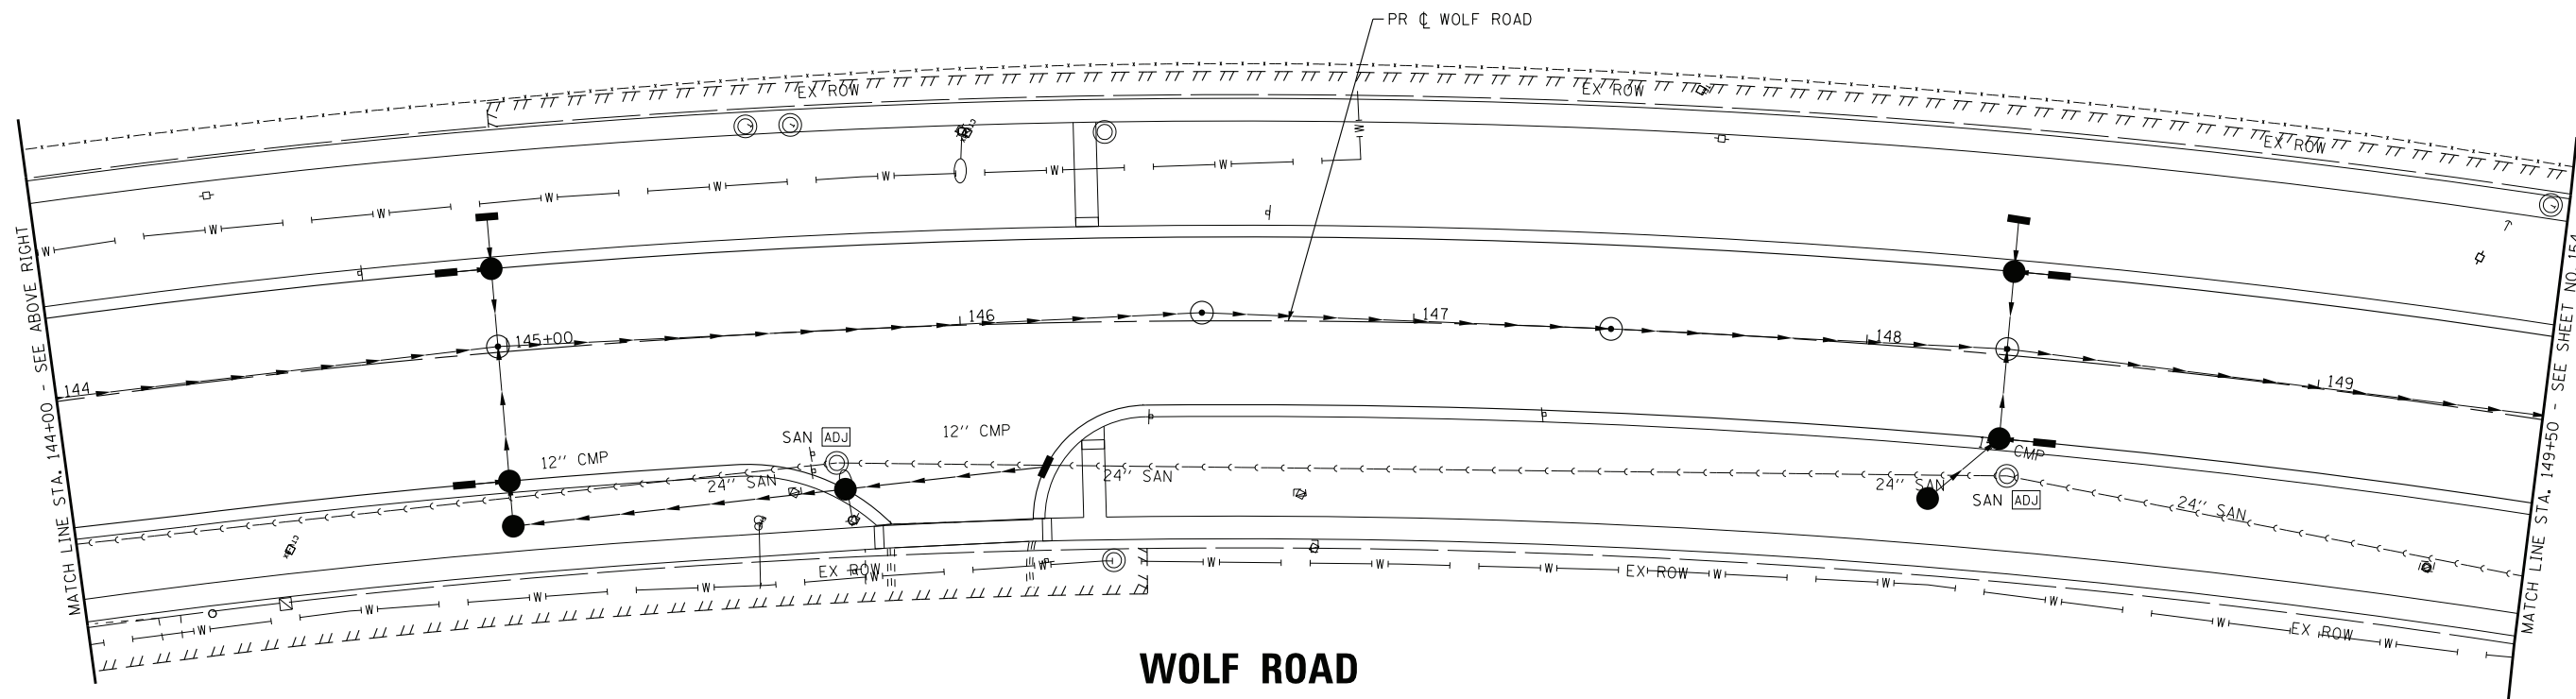 PR ℄ WOLF ROAD
EX ROW
EX ROW
EX ROW
W
W
W
W
W
W
W
W
W
MATCH LINE STA. 144+00 - SEE ABOVE RIGHT
144
145+00
146
147
148
149
MATCH LINE STA. 149+50 - SEE SHEET NO. 154
12'' CMP
SAN ADJ
12'' CMP
24'' SAN
24'' SAN
CMP
24'' SAN
SAN ADJ
24'' SAN
EX ROW
EX ROW
EX ROW
W
W
W
W
W
W
W
W
W
W
W
W
W
W
WOLF ROAD